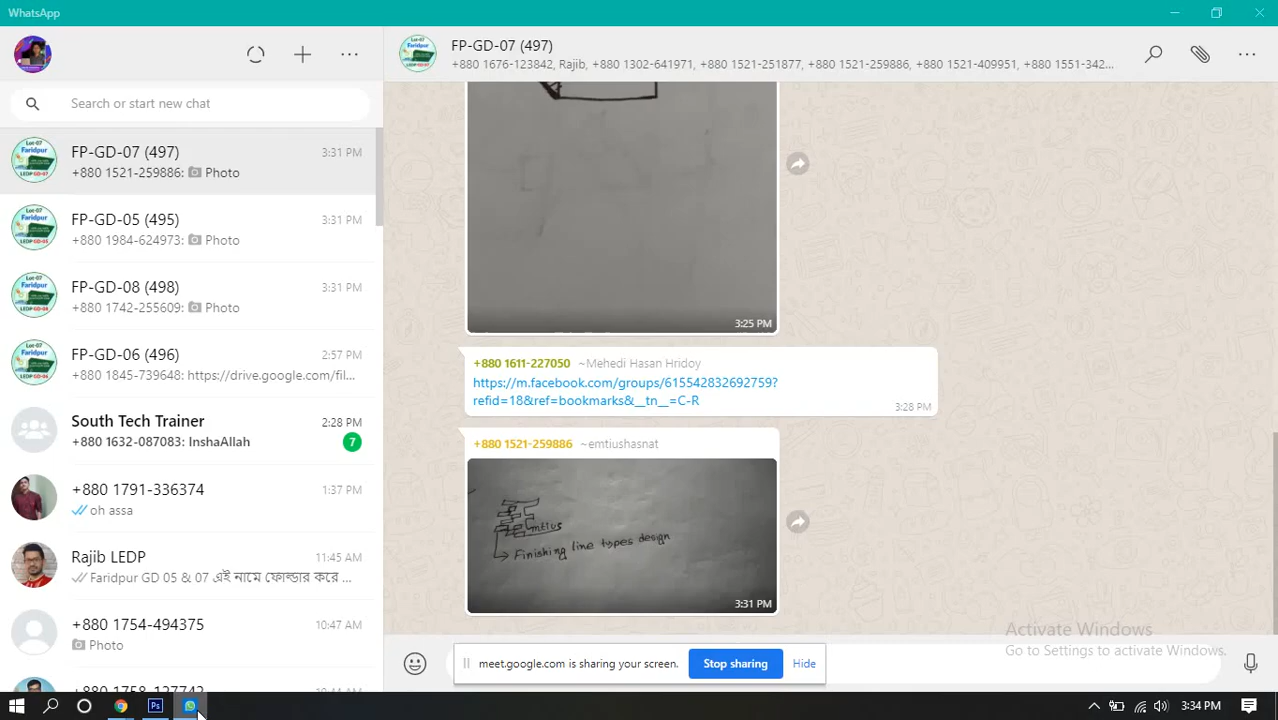 WhatsApp
FP-GD-07 (497)
+880 1676-123842, Rajib, +880 1302-641971, +880 1521-251877, +880 1521-259886, +880 1521-409951, +880 1551-342...
Search or start new chat
FP-GD-07 (497)
3:31 PM
+880 1521-259886: Photo
FP-GD-05 (495)
3:31 PM
+880 1984-624973: Photo
FP-GD-08 (498)
3:31 PM
+880 1742-255609: Photo
FP-GD-06 (496)
2:57 PM
+880 1845-739648: https://drive.google.com/fil...
South Tech Trainer
2:28 PM
+880 1632-087083: InshaAllah
7
+880 1791-336374
1:37 PM
oh assa
Rajib LEDP
11:45 AM
Faridpur GD 05 & 07 এই নামে ফোল্ডার করে ...
+880 1754-494375
10:47 AM
Photo
3:25 PM
+880 1611-227050 ~Mehedi Hasan Hridoy
https://m.facebook.com/groups/615542832692759?
refid=18&ref=bookmarks&__tn__=C-R
3:28 PM
+880 1521-259886 ~emtiushasnat
Emtius
Finishing line types design
3:31 PM
Activate Windows
Go to Settings to activate Windows.
meet.google.com is sharing your screen.
Stop sharing
Hide
3:34 PM